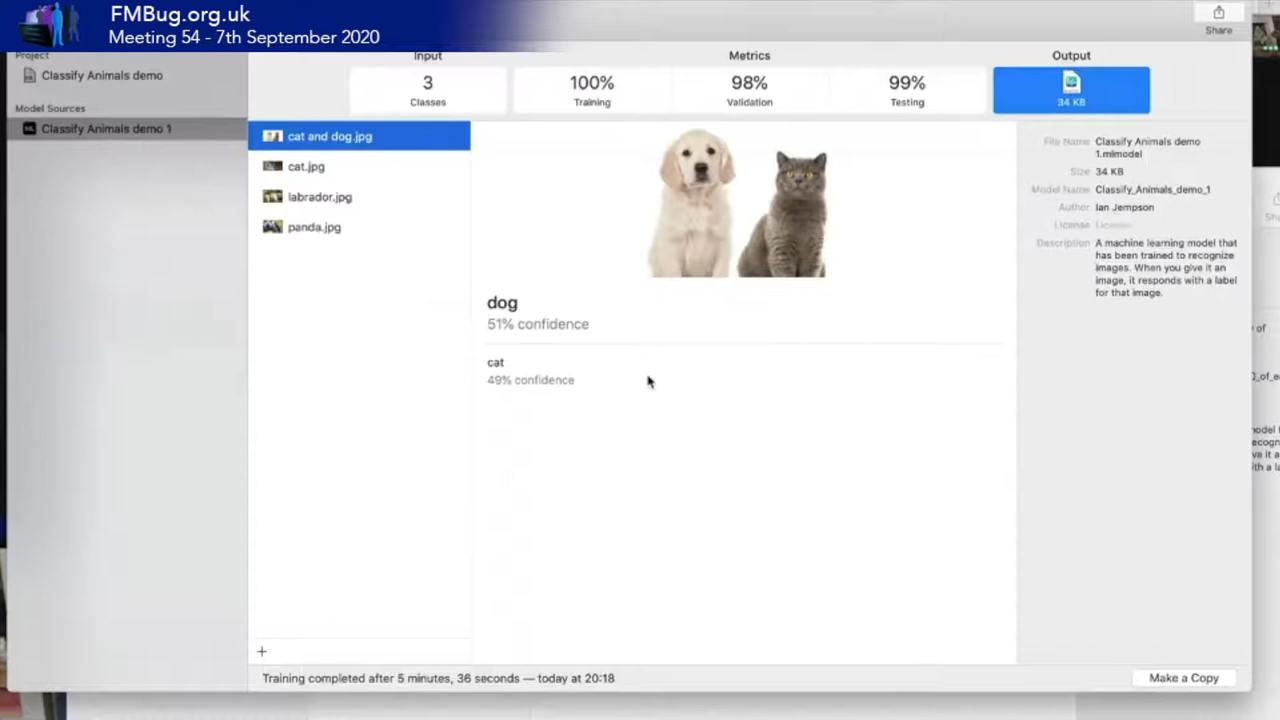 FMBug.org.uk
Meeting 54 - 7th September 2020
Share
Project
Classify Animals demo
Model Sources
Classify Animals demo 1
Input
3
Classes
Metrics
100%
Training
98%
Validation
99%
Testing
Output
34 KB
cat and dog.jpg
cat.jpg
labrador.jpg
panda.jpg
dog
51% confidence
cat
49% confidence
File Name Classify Animals demo
1.mlmodel
Size 34 KB
Model Name Classify_Animals_demo_1
Author Ian Jempson
License License
Description A machine learning model that
has been trained to recognize
images. When you give it an
image, it responds with a label
for that image.
+
Training completed after 5 minutes, 36 seconds — today at 20:18
Make a Copy